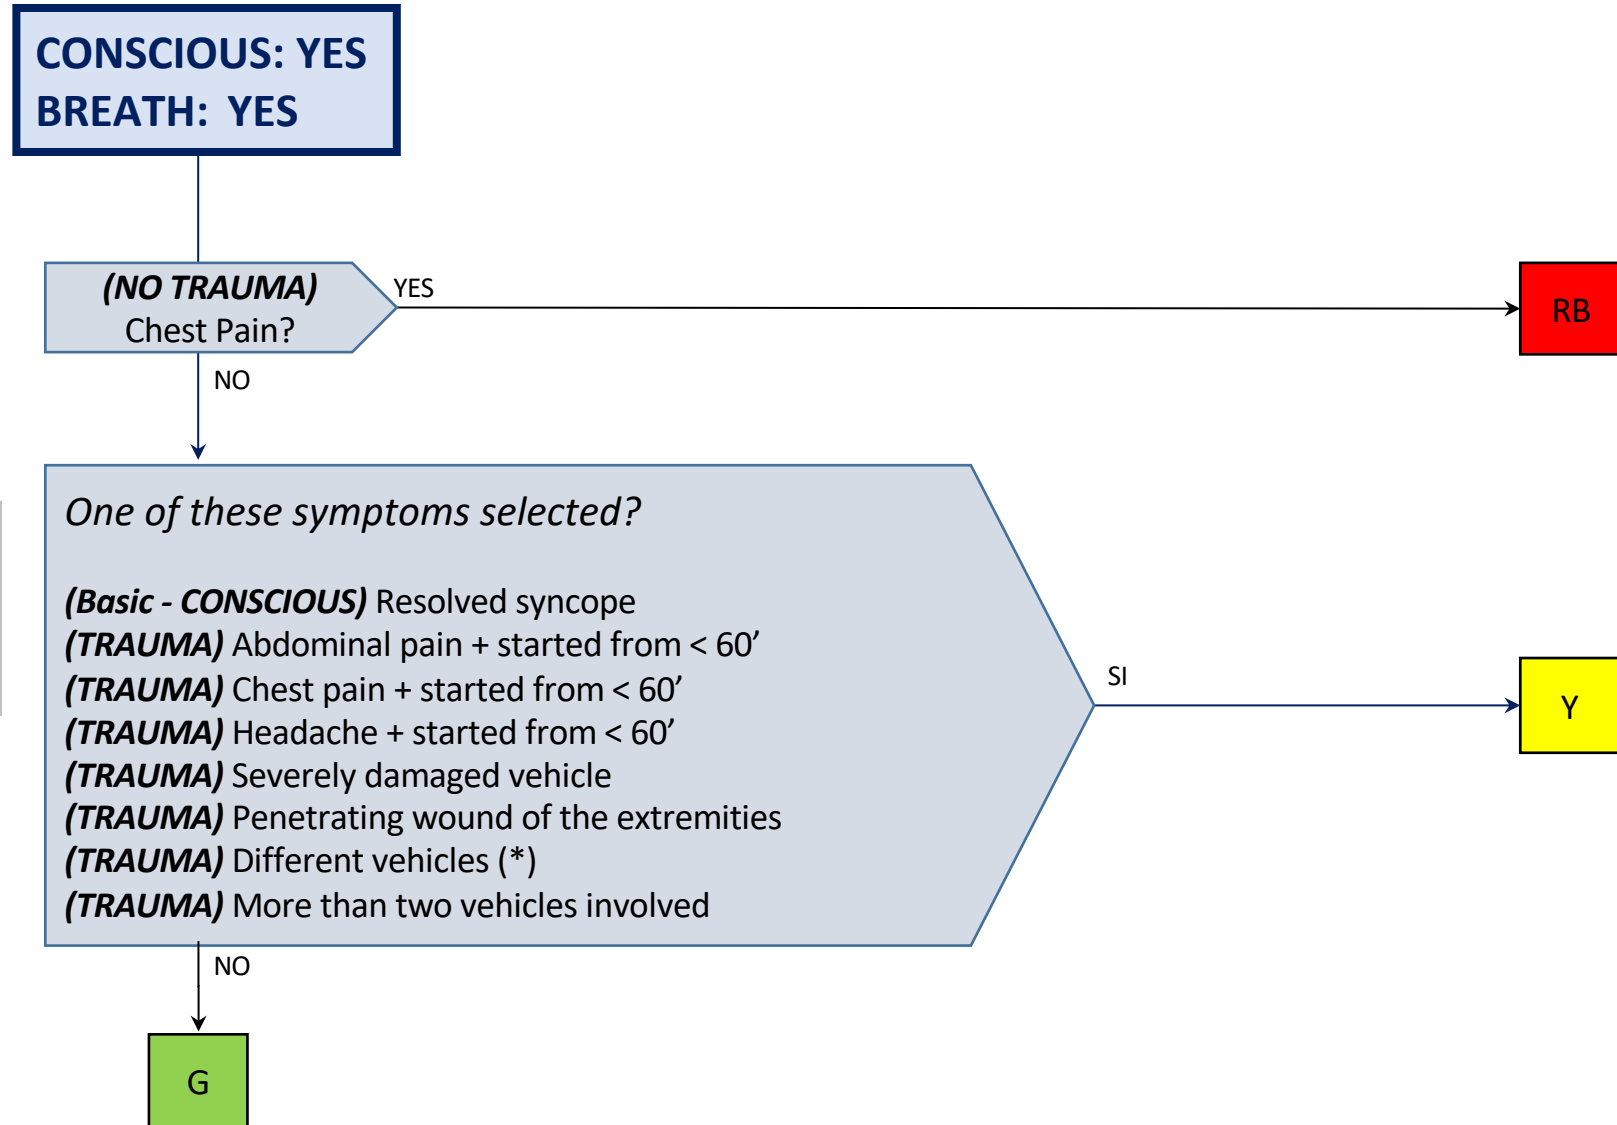 CONSCIOUS: YES
BREATH: YES
(NO TRAUMA)
Chest Pain?
YES
RB
NO
One of these symptoms selected?
(Basic - CONSCIOUS) Resolved syncope
(TRAUMA) Abdominal pain + started from < 60’
(TRAUMA) Chest pain + started from < 60’
(TRAUMA) Headache + started from < 60’
(TRAUMA) Severely damaged vehicle
(TRAUMA) Penetrating wound of the extremities
(TRAUMA) Different vehicles (*)
(TRAUMA) More than two vehicles involved
SI
Y
NO
G